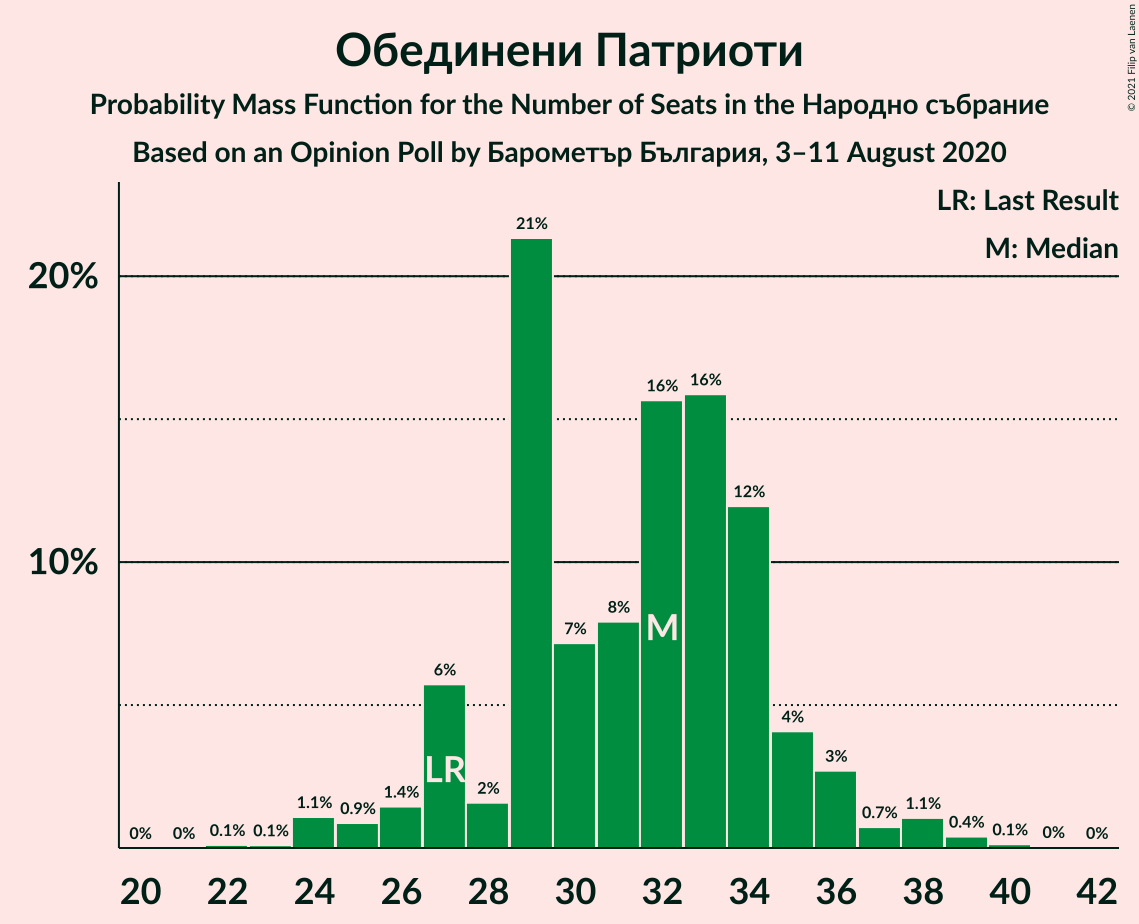 Обединени Патриоти
Probability Mass Function for the Number of Seats in the Народно събрание
Based on an Opinion Poll by Барометър България, 3–11 August 2020
© 2021 Filip van Laenen
LR: Last Result
M: Median
20%
10%
0%
0%
0.1%
0.1%
1.1%
0.9%
1.4%
6%
2%
21%
7%
8%
16%
16%
12%
4%
3%
0.7%
1.1%
0.4%
0.1%
0%
0%
LR
M
20 22 24 26 28 30 32 34 36 38 40 42